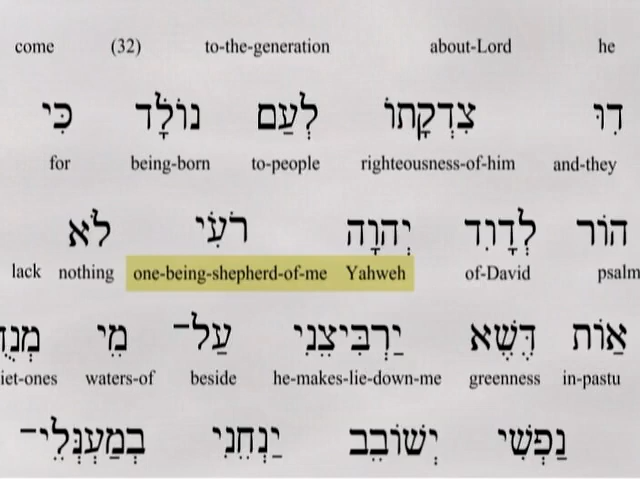 come (32) to-the-generation about-Lord he
דוּ צִדְקָתוֹ לְעַם נוֹלָד כִּי
for being-born to-people righteousness-of-him and-they
לְדָוִד יְהוָה רֹעִי לֹא
lack nothing one-being-shepherd-of-me Yahweh of-David psalm
אוֹת דֶּשֶׁא יַרְבִּיצֵנִי עַל־ מֵי
iet-ones waters-of beside he-makes-lie-down-me greenness in-pastu
נַפְשִׁי יְשׁוֹבֵב יַנְחֵנִי בְמַעְגְּלֵי־